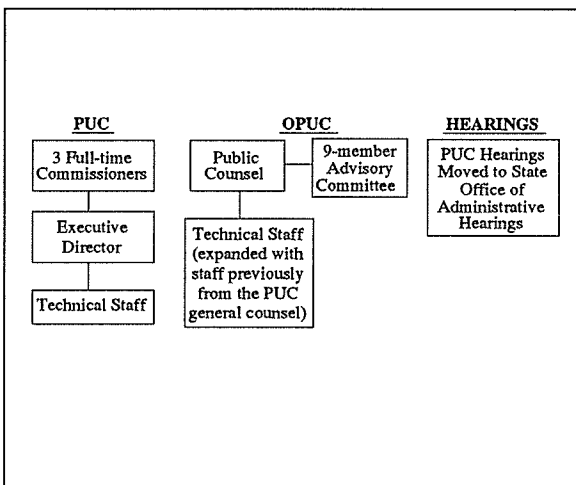 PUC
3 Full-time
Commissioners
Executive
Director
Technical Staff
OPUC
Public
Counsel
9-member
Advisory
Committee
Technical Staff
(expanded with
staff previously
from the PUC
general counsel)
HEARINGS
PUC Hearings
Moved to State
Office of
Administrative
Hearings